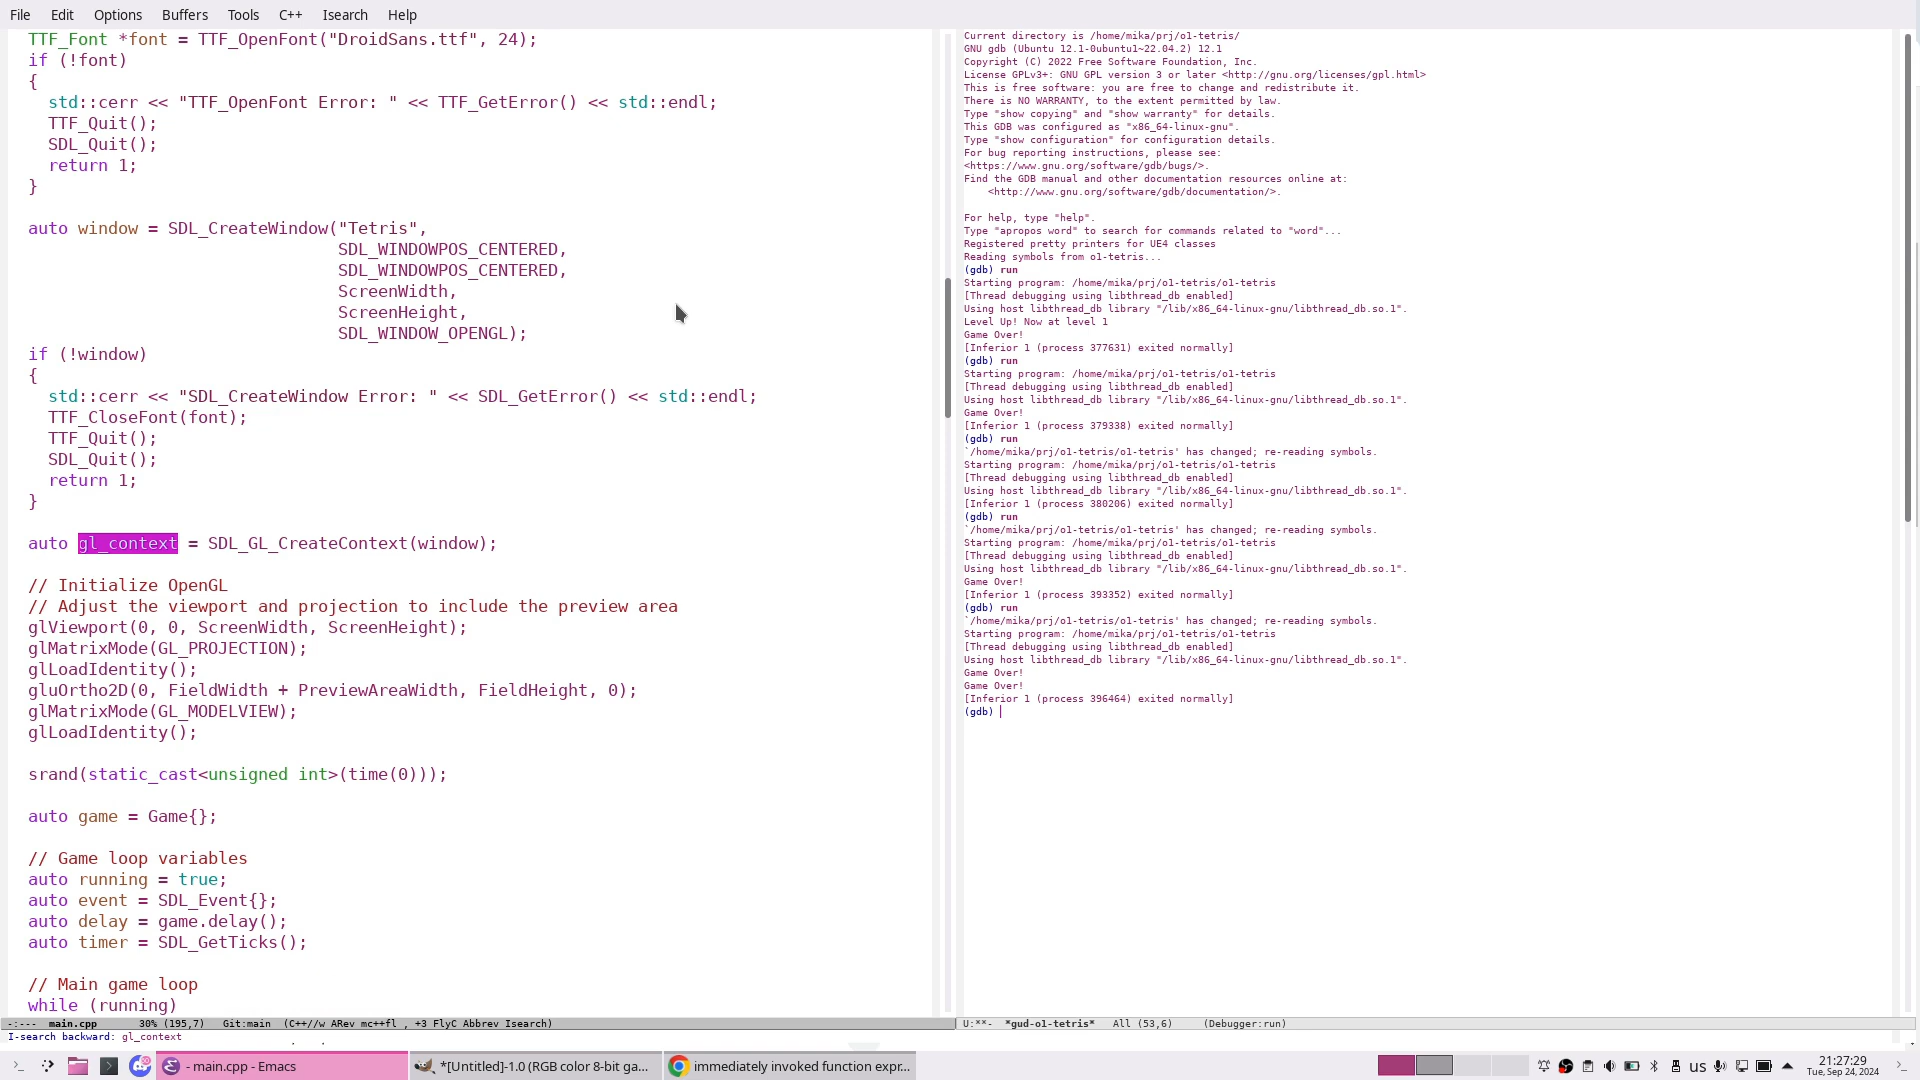 File Edit Options Buffers Tools C++ Isearch Help
TTF_Font *font = TTF_OpenFont("DroidSans.ttf", 24);
if (!font)
{
std::cerr << "TTF_OpenFont Error: " << TTF_GetError() << std::endl;
TTF_Quit();
SDL_Quit();
return 1;
}
auto window = SDL_CreateWindow("Tetris",
SDL_WINDOWPOS_CENTERED,
SDL_WINDOWPOS_CENTERED,
ScreenWidth,
ScreenHeight,
SDL_WINDOW_OPENGL);
if (!window)
{
std::cerr << "SDL_CreateWindow Error: " << SDL_GetError() << std::endl;
TTF_CloseFont(font);
TTF_Quit();
SDL_Quit();
return 1;
}
auto gl_context = SDL_GL_CreateContext(window);
// Initialize OpenGL
// Adjust the viewport and projection to include the preview area
glViewport(0, 0, ScreenWidth, ScreenHeight);
glMatrixMode(GL_PROJECTION);
glLoadIdentity();
gluOrtho2D(0, FieldWidth + PreviewAreaWidth, FieldHeight, 0);
glMatrixMode(GL_MODELVIEW);
glLoadIdentity();
srand(static_cast<unsigned int>(time(0)));
auto game = Game{};
// Game loop variables
auto running = true;
auto event = SDL_Event{};
auto delay = game.delay();
auto timer = SDL_GetTicks();
// Main game loop
while (running)
-:--- main.cpp 30% (195,7) Git:main (C++//w ARev mc++fl , +3 FlyC Abbrev Isearch)
I-search backward: gl_context
Current directory is /home/mika/prj/o1-tetris/
GNU gdb (Ubuntu 12.1-0ubuntu1~22.04.2) 12.1
Copyright (C) 2022 Free Software Foundation, Inc.
License GPLv3+: GNU GPL version 3 or later <http://gnu.org/licenses/gpl.html>
This is free software: you are free to change and redistribute it.
There is NO WARRANTY, to the extent permitted by law.
Type "show copying" and "show warranty" for details.
This GDB was configured as "x86_64-linux-gnu".
Type "show configuration" for configuration details.
For bug reporting instructions, please see:
<https://www.gnu.org/software/gdb/bugs/>.
Find the GDB manual and other documentation resources online at:
<http://www.gnu.org/software/gdb/documentation/>.
For help, type "help".
Type "apropos word" to search for commands related to "word"...
Registered pretty printers for UE4 classes
Reading symbols from o1-tetris...
(gdb) run
Starting program: /home/mika/prj/o1-tetris/o1-tetris
[Thread debugging using libthread_db enabled]
Using host libthread_db library "/lib/x86_64-linux-gnu/libthread_db.so.1".
Level Up! Now at level 1
Game Over!
[Inferior 1 (process 377631) exited normally]
(gdb) run
Starting program: /home/mika/prj/o1-tetris/o1-tetris
[Thread debugging using libthread_db enabled]
Using host libthread_db library "/lib/x86_64-linux-gnu/libthread_db.so.1".
Game Over!
[Inferior 1 (process 379338) exited normally]
(gdb) run
`/home/mika/prj/o1-tetris/o1-tetris' has changed; re-reading symbols.
Starting program: /home/mika/prj/o1-tetris/o1-tetris
[Thread debugging using libthread_db enabled]
Using host libthread_db library "/lib/x86_64-linux-gnu/libthread_db.so.1".
[Inferior 1 (process 380206) exited normally]
(gdb) run
`/home/mika/prj/o1-tetris/o1-tetris' has changed; re-reading symbols.
Starting program: /home/mika/prj/o1-tetris/o1-tetris
[Thread debugging using libthread_db enabled]
Using host libthread_db library "/lib/x86_64-linux-gnu/libthread_db.so.1".
Game Over!
[Inferior 1 (process 393352) exited normally]
(gdb) run
`/home/mika/prj/o1-tetris/o1-tetris' has changed; re-reading symbols.
Starting program: /home/mika/prj/o1-tetris/o1-tetris
[Thread debugging using libthread_db enabled]
Using host libthread_db library "/lib/x86_64-linux-gnu/libthread_db.so.1".
Game Over!
Game Over!
[Inferior 1 (process 396464) exited normally]
(gdb)
U:**- *gud-o1-tetris* All (53,6) (Debugger:run)
- main.cpp - Emacs *[Untitled]-1.0 (RGB color 8-bit ga... immediately invoked function expr... us 21:27:29
Tue, Sep 24, 2024